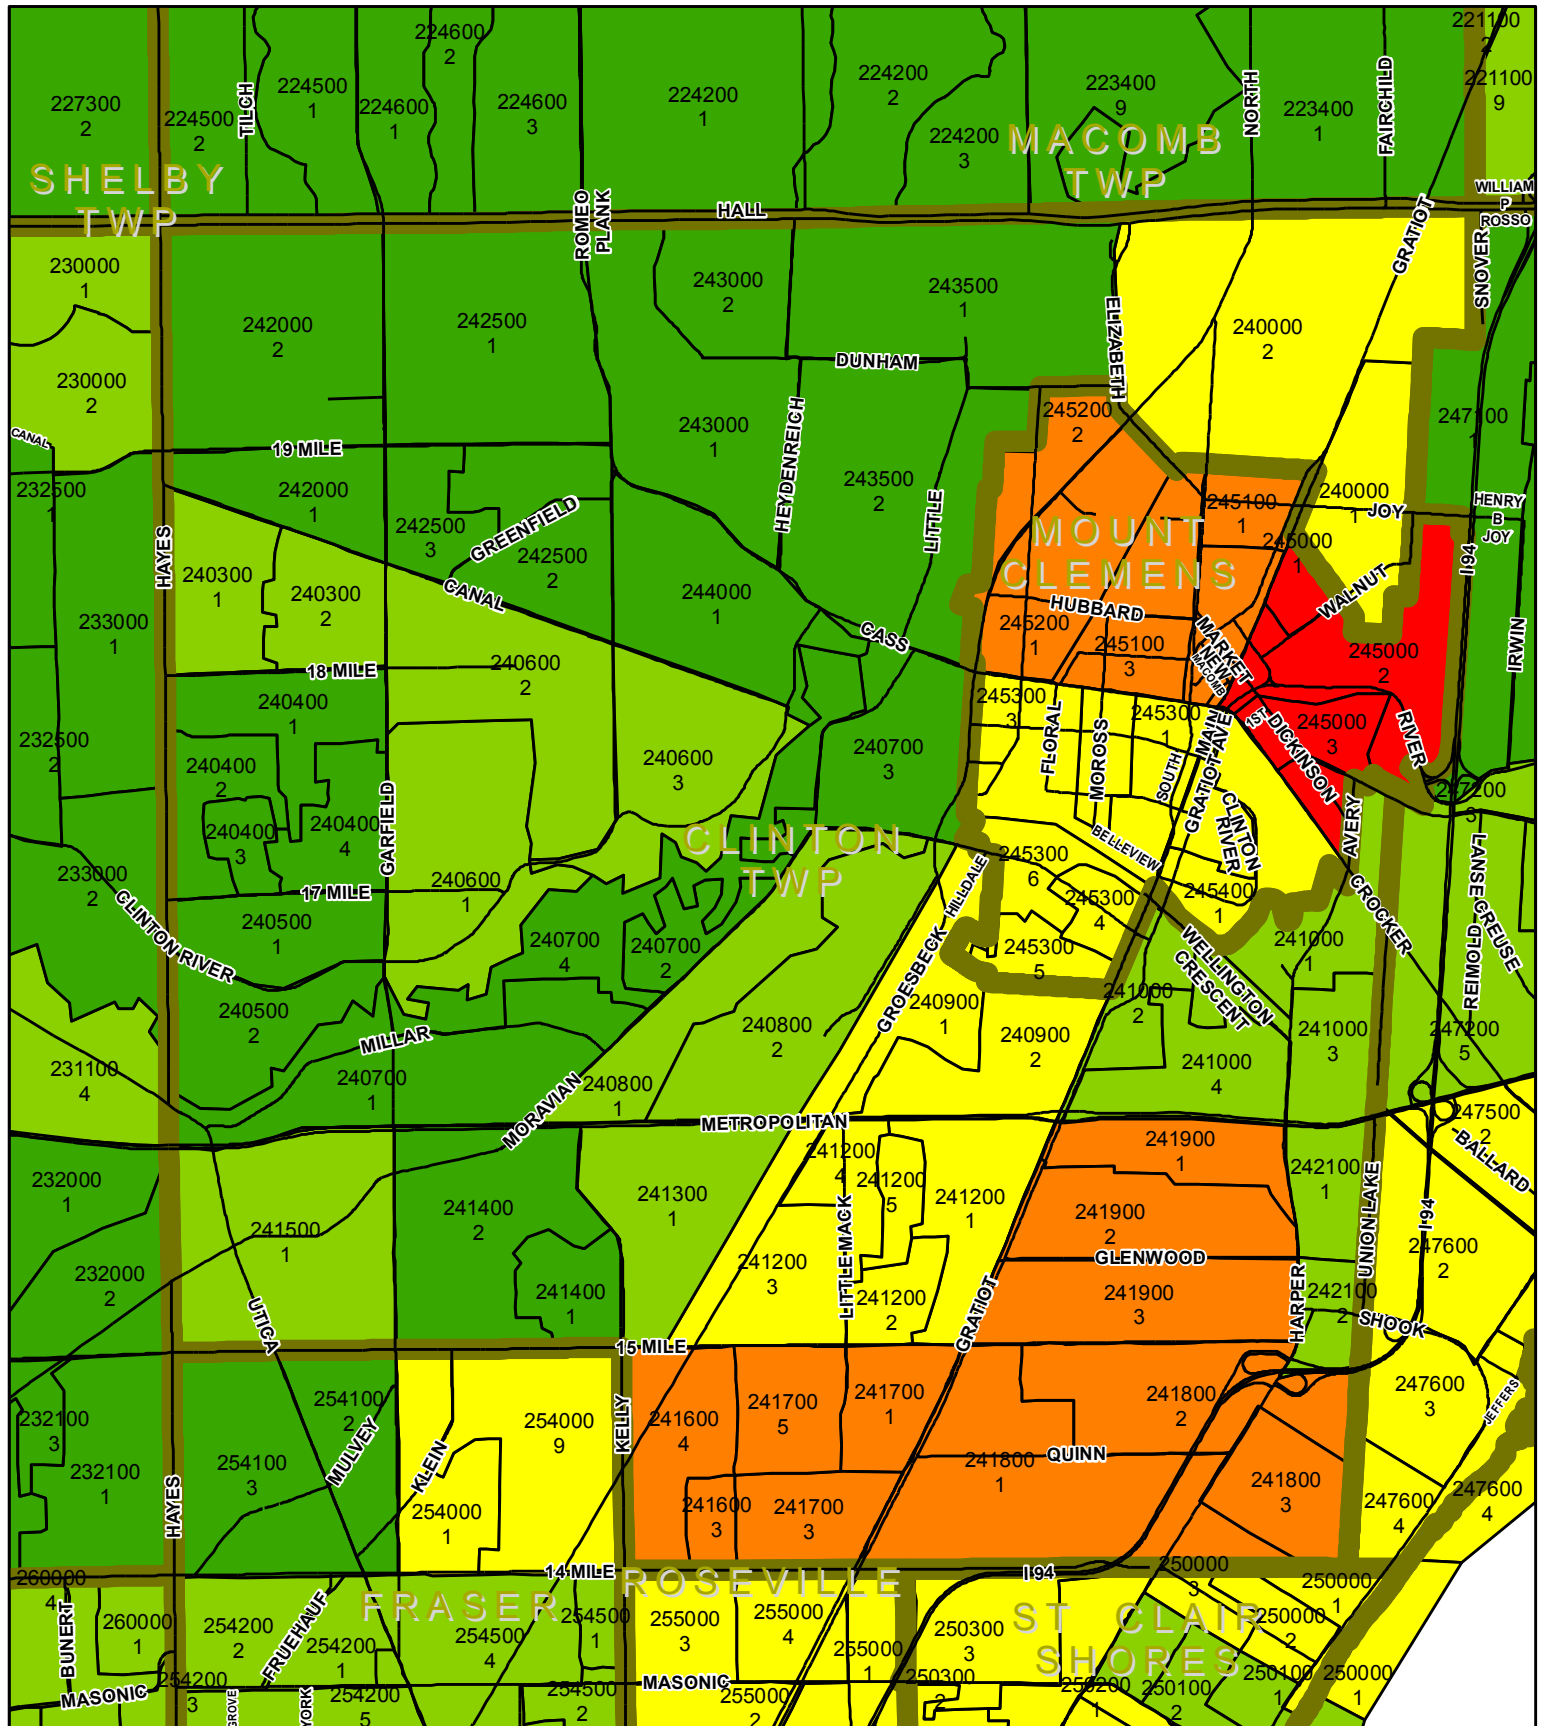 221100
2
224600
2
221100
9
224500
1
224200
2
223400
9
227300
2
224500
2
TILCH
224600
1
224600
3
224200
1
NORTH
223400
1
FAIRCHILD
224200
3
MACOMB
TWP
SHELBY
TWP
WILLIAM
P
ROSSO
HALL
ROMEO
PLANK
GRATIOT
SNOVER
230000
1
243000
2
243500
1
242000
2
242500
1
ELIZABETH
240000
2
DUNHAM
230000
2
245200
2
247100
1
CANAL
243000
1
HEYDENREICH
19 MILE
232500
1
242000
1
243500
2
LITTLE
245100
1
240000
1
JOY
HENRY
B
JOY
242500
3
GREENFIELD
242500
2
MOUNT
CLEMENS
245000
1
I 94
HAYES
240300
1
240300
2
CANAL
244000
1
WALNUT
HUBBARD
233000
1
CASS
245200
1
245100
3
MARKET
NEW
MACOMB
245000
2
IRWIN
18 MILE
240600
2
240400
1
245300
3
FLORAL
MOROSS
245300
1
MAIN
1ST
DICKINSON
245000
3
RIVER
232500
2
240400
2
240600
3
240700
3
SOUTH
GRATIOT AVE
247200
3
GARFIELD
240400
3
240400
4
CLINTON
TWP
CLINTON
RIVER
AVERY
BELLEVIEW
245300
6
L'ANSE CREUSE
REIMOLD
233000
2
17 MILE
240600
1
HILLDALE
245300
4
245400
1
CROCKER
CLINTON RIVER
240500
1
240700
4
240700
2
GROESBECK
245300
5
WELLINGTON
CRESCENT
241000
1
240500
2
MILLAR
240800
2
240900
1
240900
2
241000
2
241000
3
247200
5
231100
4
240700
1
MORAVIAN
240800
1
241000
4
METROPOLITAN
247500
2
BALLARD
241200
4
241900
1
242100
1
UNION LAKE
232000
1
241500
1
241400
2
241300
1
LITTLE MACK
241200
5
241200
1
241900
2
I 94
232000
2
241200
3
GLENWOOD
247600
2
UTICA
241400
1
241200
2
GRATIOT
241900
3
HARPER
242100
2
SHOOK
15 MILE
232100
3
254100
2
254000
9
KELLY
241600
4
241700
5
241700
1
241800
2
247600
3
JEFFERS
232100
1
254100
3
MULVEY
KLEIN
241800
1
QUINN
241800
3
HAYES
254000
1
241600
3
241700
3
247600
4
247600
4
14 MILE
I 94
250000
3
260000
4
ROSEVILLE
FRASER
250000
1
BUNERT
260000
1
254200
2
FRUEHAUF
254200
1
254500
4
254500
1
255000
3
255000
4
255000
1
250300
3
ST CLAIR
SHORES
250000
2
254200
3
MASONIC
GROVE
YORK
254200
5
254500
2
MASONIC
255000
2
250300
2
250200
1
250100
2
250100
1
250000
1